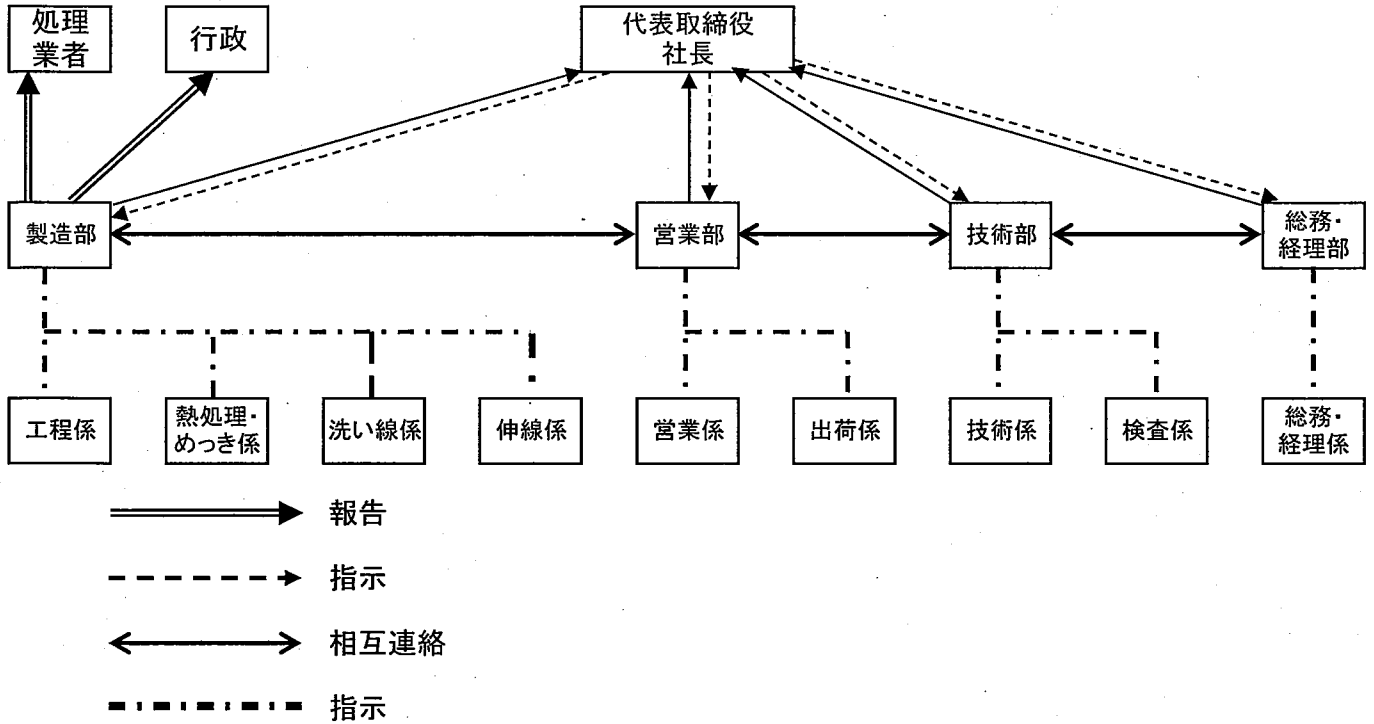 処理
業者
行政
代表取締役
社長
製造部
営業部
技術部
総務・
経理部
工程係
熱処理・
めっき係
洗い線係
伸線係
営業係
出荷係
技術係
検査係
総務・
経理係
報告
指示
相互連絡
指示